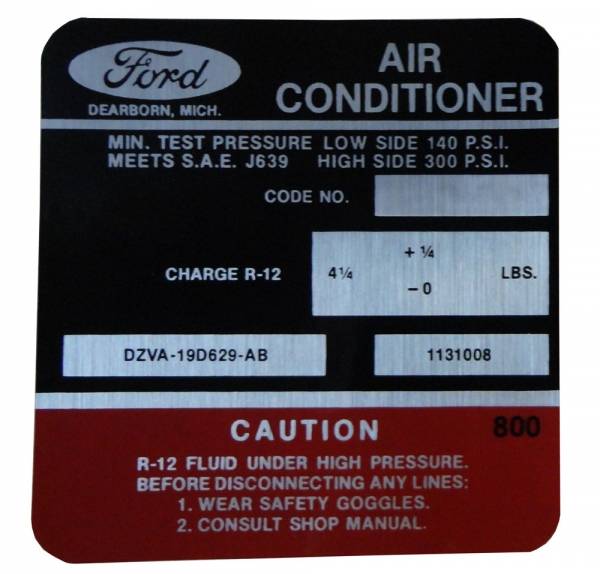 Ford
DEARBORN, MICH.
AIR
CONDITIONER
MIN. TEST PRESSURE LOW SIDE 140 P.S.I.
MEETS S.A.E. J639 HIGH SIDE 300 P.S.I.
CODE NO.
CHARGE R-12 4¼ + ¼ - 0 LBS.
DZVA-19D629-AB 1131008
CAUTION 800
R-12 FLUID UNDER HIGH PRESSURE.
BEFORE DISCONNECTING ANY LINES:
1. WEAR SAFETY GOGGLES.
2. CONSULT SHOP MANUAL.